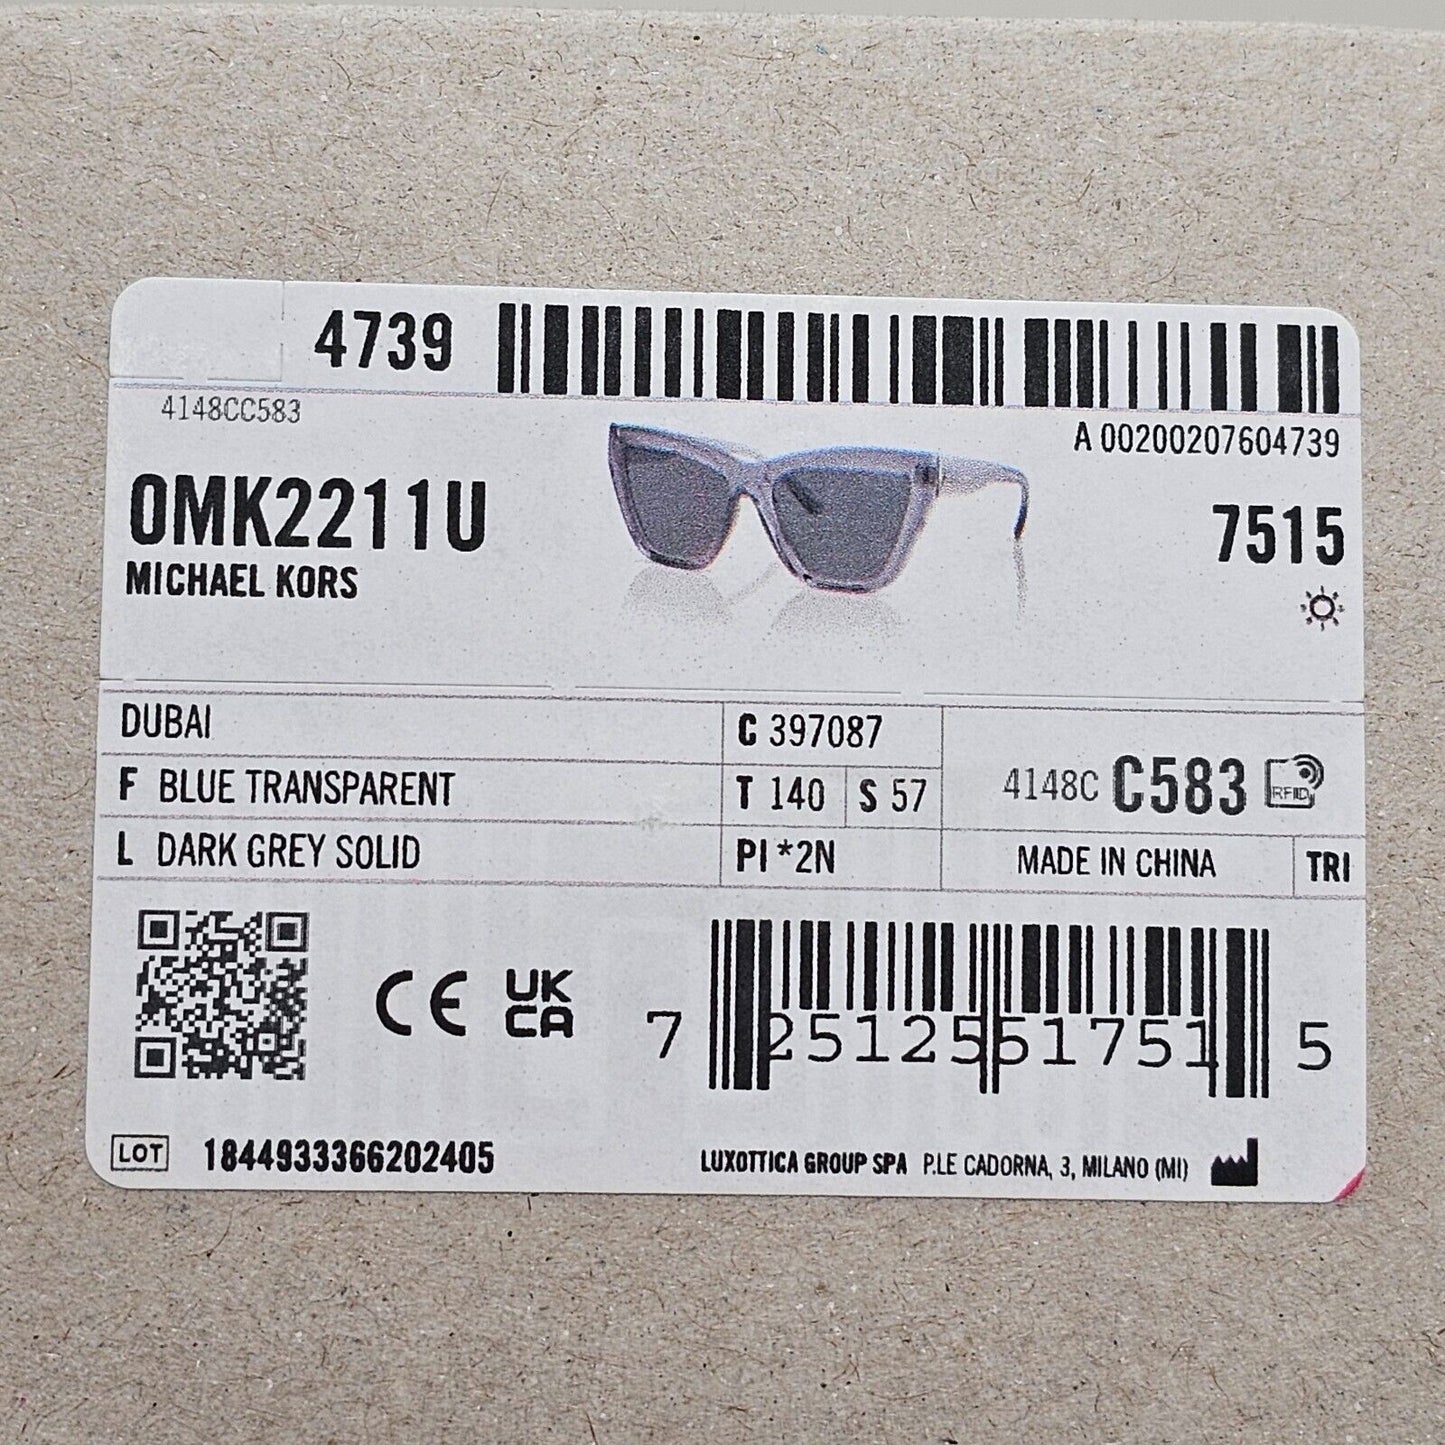 4739
4148CC583
A 00200207604739
0MK2211U
7515
MICHAEL KORS
DUBAI
C 397087
F BLUE TRANSPARENT
T 140
S 57
4148C C583
RFID
L DARK GREY SOLID
PI *2N
MADE IN CHINA
TRI
CE
UK
CA
7 25125 51751 5
LOT 1844933366202405
LUXOTTICA GROUP SPA P.LE CADORNA, 3, MILANO (MI)